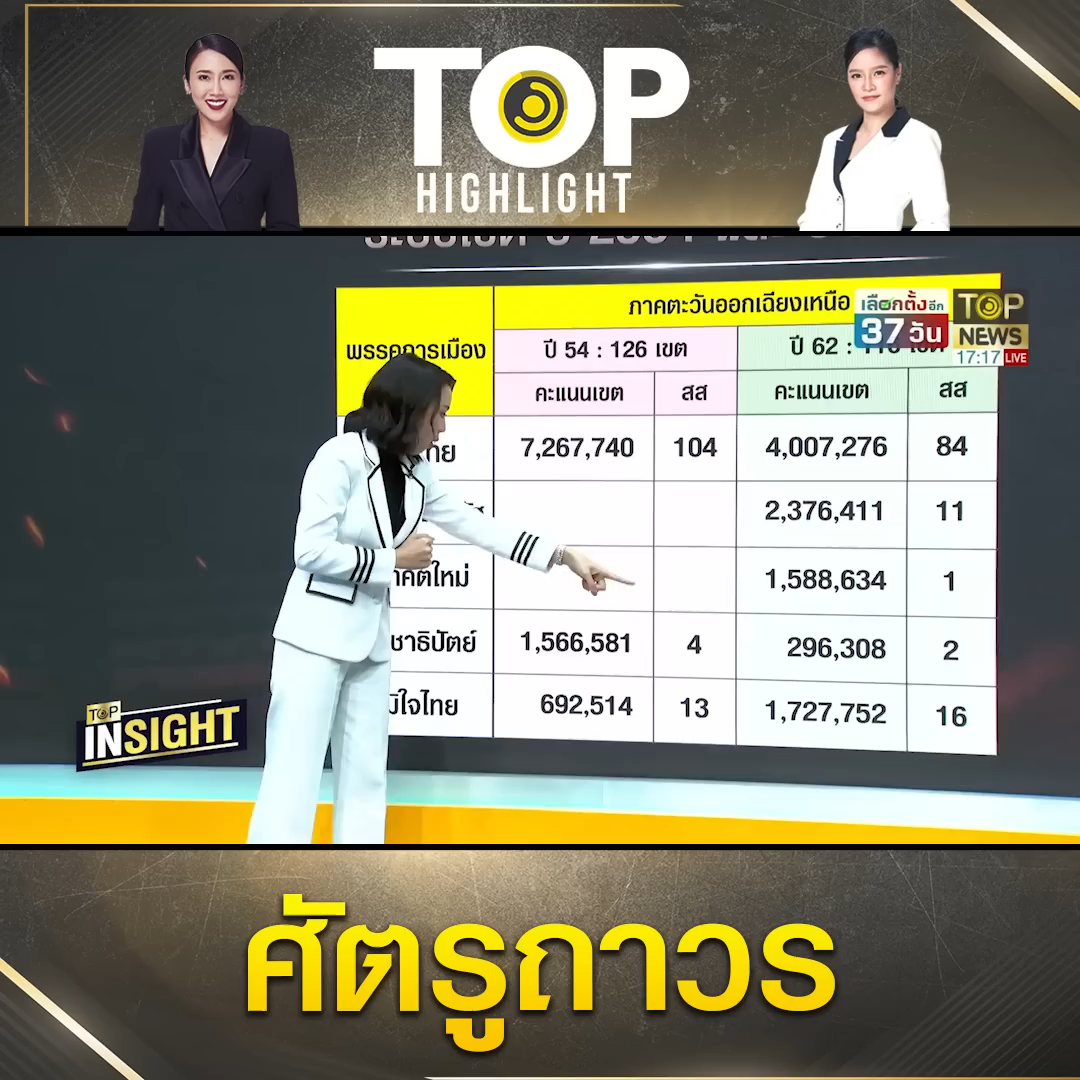 TOP
HIGHLIGHT
ภาคตะวันออกเฉียงเหนือ
เลือกตั้งอีก
37 วัน
TOP
NEWS
17:17 LIVE
พรรคการเมือง
ปี 54 : 126 เขต
ปี 62 :
คะแนนเขต สส คะแนนเขต สส
7,267,740 104 4,007,276 84
2,376,411 11
1,588,634 1
1,566,581 4 296,308 2
692,514 13 1,727,752 16
TOP
INSIGHT
ศัตรูถาวร